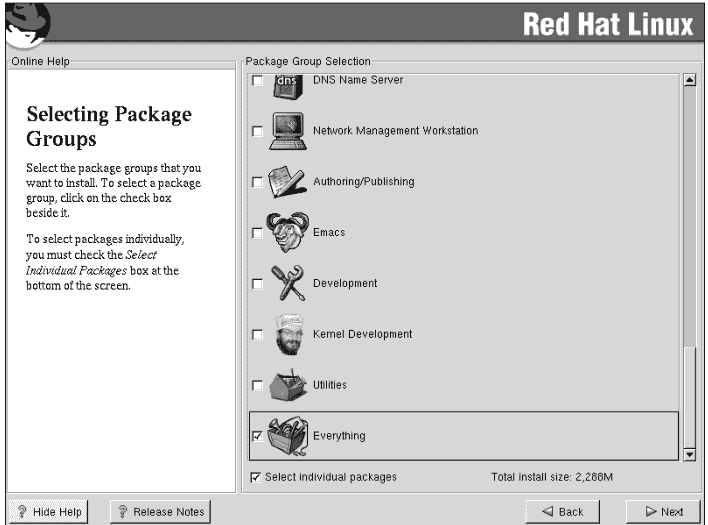 Red Hat Linux
Online Help
Selecting Package
Groups
Select the package groups that you
want to install. To select a package
group, click on the check box
beside it.
To select packages individually,
you must check the Select
Individual Packages box at the
bottom of the screen.
Package Group Selection
dns
DNS Name Server
Network Management Workstation
Authoring/Publishing
Emacs
Development
Kernel Development
Utilities
Everything
Select individual packages
Total install size: 2,286M
? Hide Help
? Release Notes
Back
Next